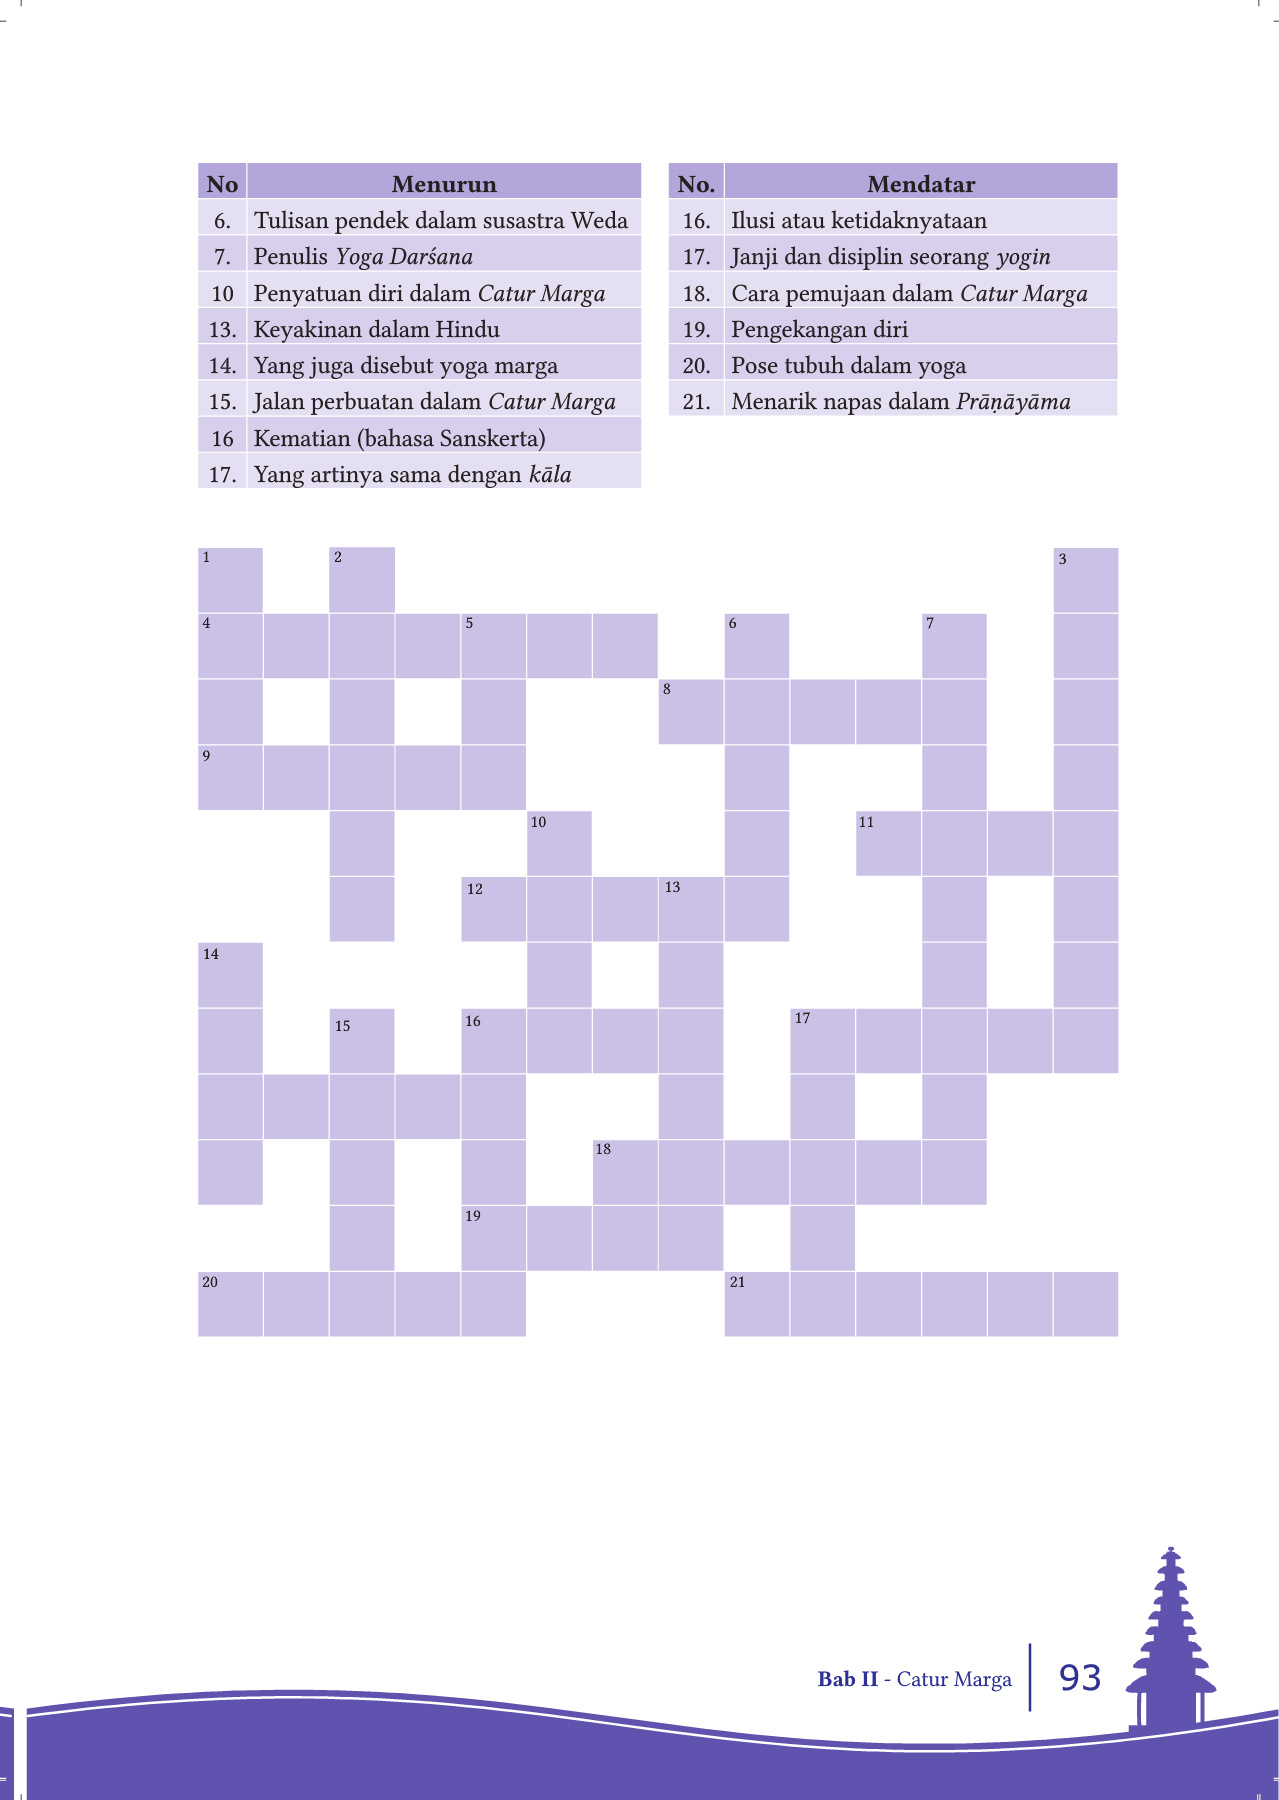 No Menurun
6. Tulisan pendek dalam susastra Weda
7. Penulis Yoga Darśana
10 Penyatuan diri dalam Catur Marga
13. Keyakinan dalam Hindu
14. Yang juga disebut yoga marga
15. Jalan perbuatan dalam Catur Marga
16 Kematian (bahasa Sanskerta)
17. Yang artinya sama dengan kāla
No. Mendatar
16. Ilusi atau ketidaknyataan
17. Janji dan disiplin seorang yogin
18. Cara pemujaan dalam Catur Marga
19. Pengekangan diri
20. Pose tubuh dalam yoga
21. Menarik napas dalam Prāṇāyāma
1 2 3
4 5 6 7
8
9
10 11
12 13
14
15 16 17
18
19
20 21
Bab II - Catur Marga 93